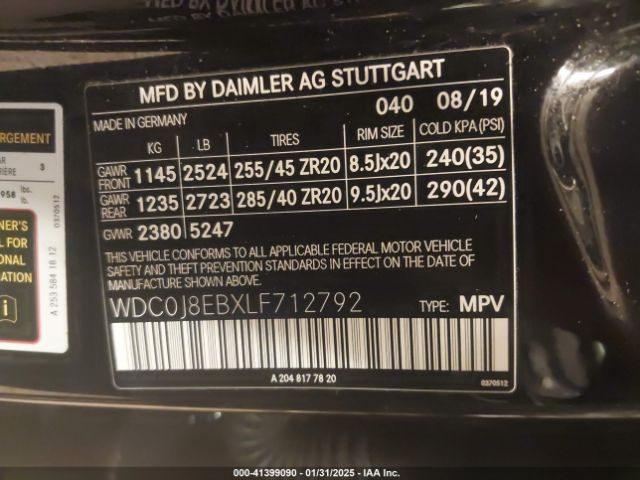 MFD BY DAIMLER AG STUTTGART
MADE IN GERMANY 040 08/19
KG LB TIRES RIM SIZE COLD KPA(PSI)
GAWR FRONT 1145 2524 255/45 ZR20 8.5Jx20 240(35)
GAWR REAR 1235 2723 285/40 ZR20 9.5Jx20 290(42)
GVWR 2380 5247
THIS VEHICLE CONFORMS TO ALL APPLICABLE FEDERAL MOTOR VEHICLE
SAFETY AND THEFT PREVENTION STANDARDS IN EFFECT ON THE DATE OF
MANUFACTURE SHOWN ABOVE.
WDC0J8EBXLF712792 TYPE: MPV
A 204 817 78 20
0370512
3
lbs.
lb.
A 253 584 18 12
0370512
000-41399090 - 01/31/2025 - IAA Inc.